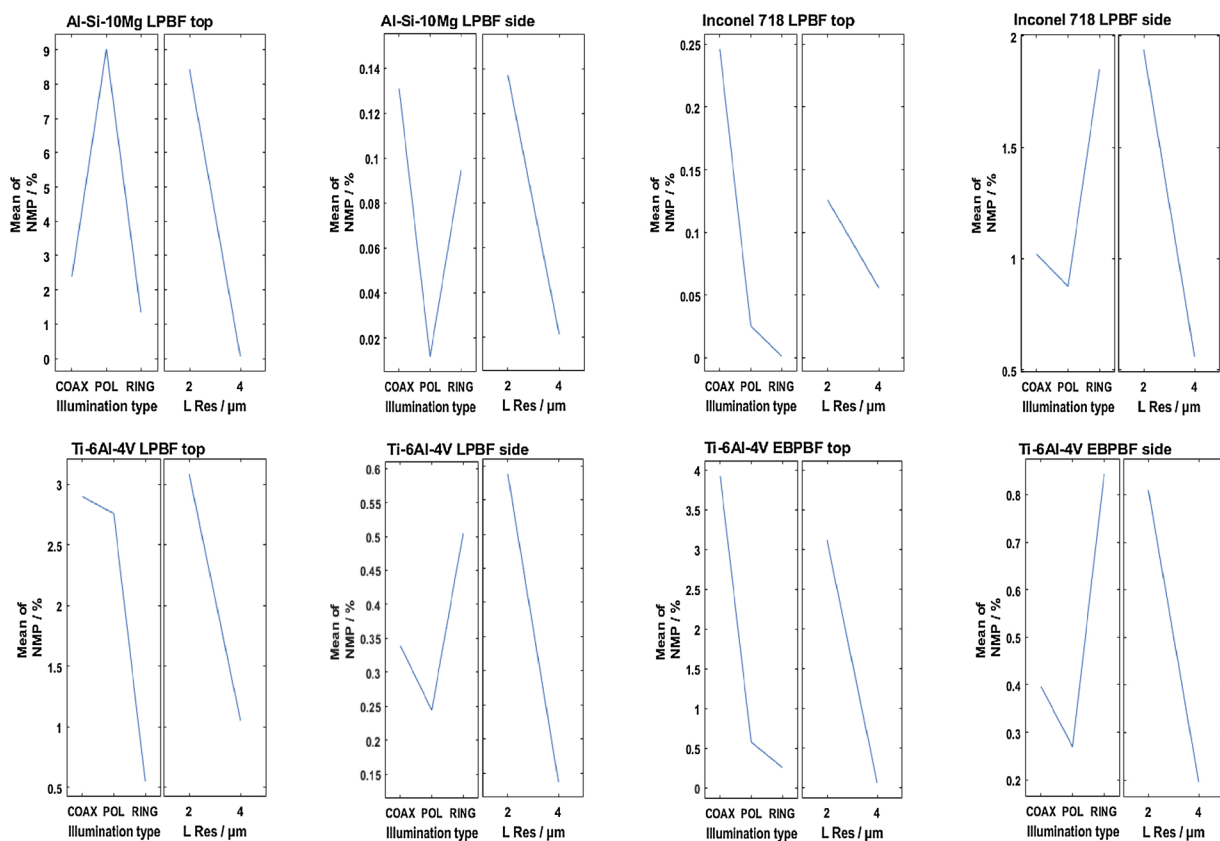 Al-Si-10Mg LPBF top
Mean of
NMP / %
9
8
7
6
5
4
3
2
1
0
COAX POL RING
Illumination type
2 4
L Res / µm
Al-Si-10Mg LPBF side
Mean of
NMP / %
0.14
0.12
0.1
0.08
0.06
0.04
0.02
COAX POL RING
Illumination type
2 4
L Res / µm
Inconel 718 LPBF top
Mean of
NMP / %
0.25
0.2
0.15
0.1
0.05
0
COAX POL RING
Illumination type
2 4
L Res / µm
Inconel 718 LPBF side
Mean of
NMP / %
2
1.5
1
0.5
COAX POL RING
Illumination type
2 4
L Res / µm
Ti-6Al-4V LPBF top
Mean of
NMP / %
3
2.5
2
1.5
1
0.5
COAX POL RING
Illumination type
2 4
L Res / µm
Ti-6Al-4V LPBF side
Mean of
NMP / %
0.6
0.55
0.5
0.45
0.4
0.35
0.3
0.25
0.2
0.15
COAX POL RING
Illumination type
2 4
L Res / µm
Ti-6Al-4V EBPBF top
Mean of
NMP / %
4
3.5
3
2.5
2
1.5
1
0.5
0
COAX POL RING
Illumination type
2 4
L Res / µm
Ti-6Al-4V EBPBF side
Mean of
NMP / %
0.8
0.7
0.6
0.5
0.4
0.3
0.2
COAX POL RING
Illumination type
2 4
L Res / µm